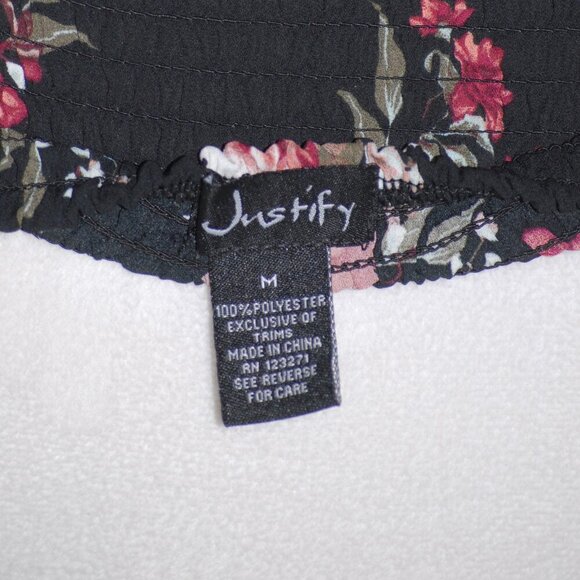 Justify
M
100%POLYESTER
EXCLUSIVE OF
TRIMS
MADE IN CHINA
RN 123271
SEE REVERSE
FOR CARE